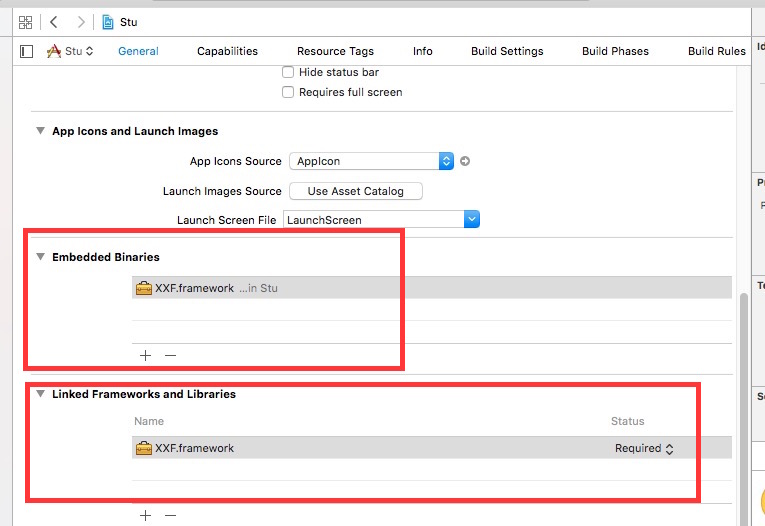 Stu
Stu General Capabilities Resource Tags Info Build Settings Build Phases Build Rules
Hide status bar
Requires full screen
App Icons and Launch Images
App Icons Source AppIcon
Launch Images Source Use Asset Catalog
Launch Screen File LaunchScreen
Embedded Binaries
XXF.framework ...in Stu
Linked Frameworks and Libraries
Name Status
XXF.framework Required